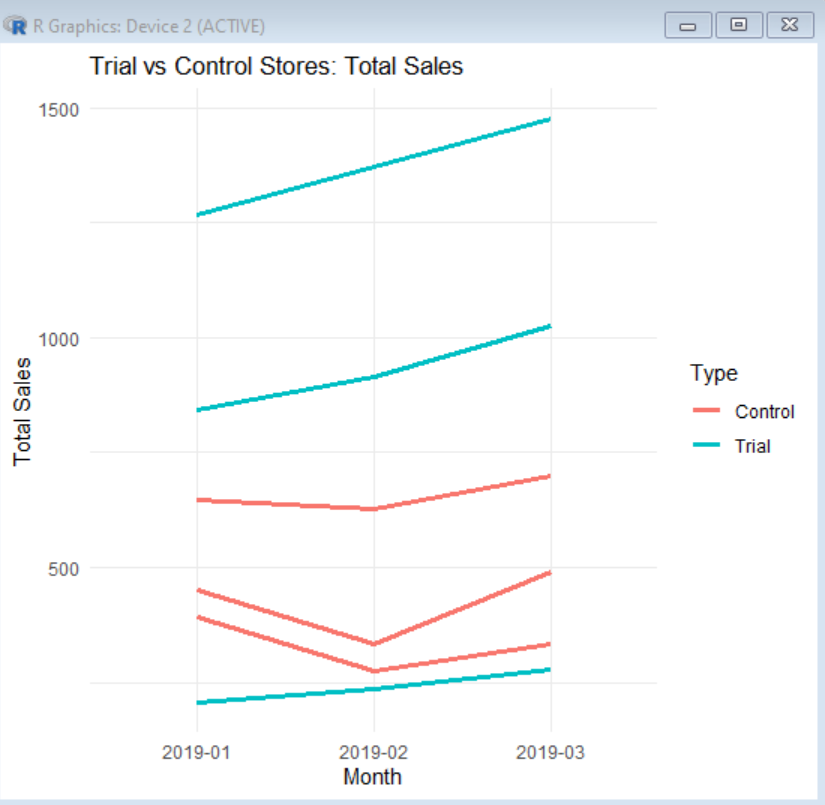 R Graphics: Device 2 (ACTIVE)
Trial vs Control Stores: Total Sales
1500
1000
500
Total Sales
2019-01 2019-02 2019-03
Month
Type
Control
Trial